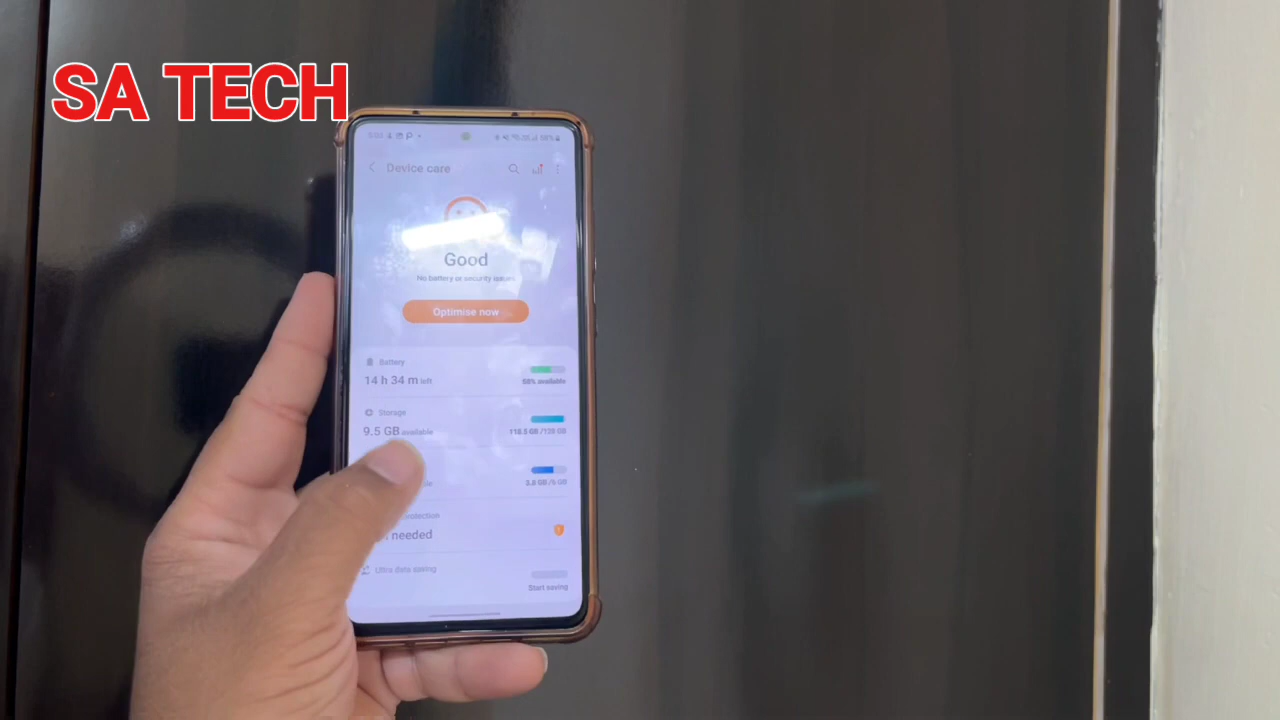 SA TECH
Device care
Good
No battery or security issues
Optimise now
Battery
14 h 34 m left
58% available
Storage
9.5 GB available
118.5 GB /128 GB
3.8 GB/6 GB
needed
Ultra data saving
Start saving